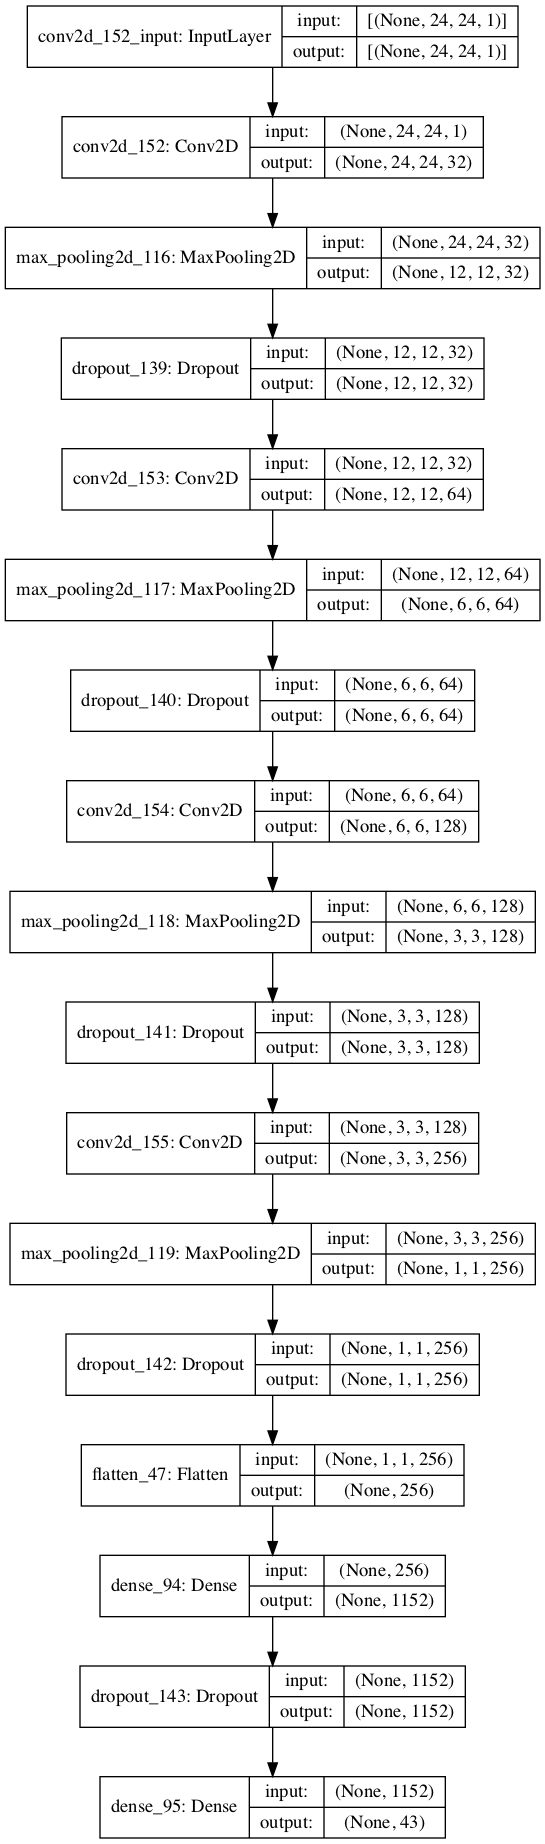 conv2d_152_input: InputLayer
input: [(None, 24, 24, 1)]
output: [(None, 24, 24, 1)]
conv2d_152: Conv2D
input: (None, 24, 24, 1)
output: (None, 24, 24, 32)
max_pooling2d_116: MaxPooling2D
input: (None, 24, 24, 32)
output: (None, 12, 12, 32)
dropout_139: Dropout
input: (None, 12, 12, 32)
output: (None, 12, 12, 32)
conv2d_153: Conv2D
input: (None, 12, 12, 32)
output: (None, 12, 12, 64)
max_pooling2d_117: MaxPooling2D
input: (None, 12, 12, 64)
output: (None, 6, 6, 64)
dropout_140: Dropout
input: (None, 6, 6, 64)
output: (None, 6, 6, 64)
conv2d_154: Conv2D
input: (None, 6, 6, 64)
output: (None, 6, 6, 128)
max_pooling2d_118: MaxPooling2D
input: (None, 6, 6, 128)
output: (None, 3, 3, 128)
dropout_141: Dropout
input: (None, 3, 3, 128)
output: (None, 3, 3, 128)
conv2d_155: Conv2D
input: (None, 3, 3, 128)
output: (None, 3, 3, 256)
max_pooling2d_119: MaxPooling2D
input: (None, 3, 3, 256)
output: (None, 1, 1, 256)
dropout_142: Dropout
input: (None, 1, 1, 256)
output: (None, 1, 1, 256)
flatten_47: Flatten
input: (None, 1, 1, 256)
output: (None, 256)
dense_94: Dense
input: (None, 256)
output: (None, 1152)
dropout_143: Dropout
input: (None, 1152)
output: (None, 1152)
dense_95: Dense
input: (None, 1152)
output: (None, 43)